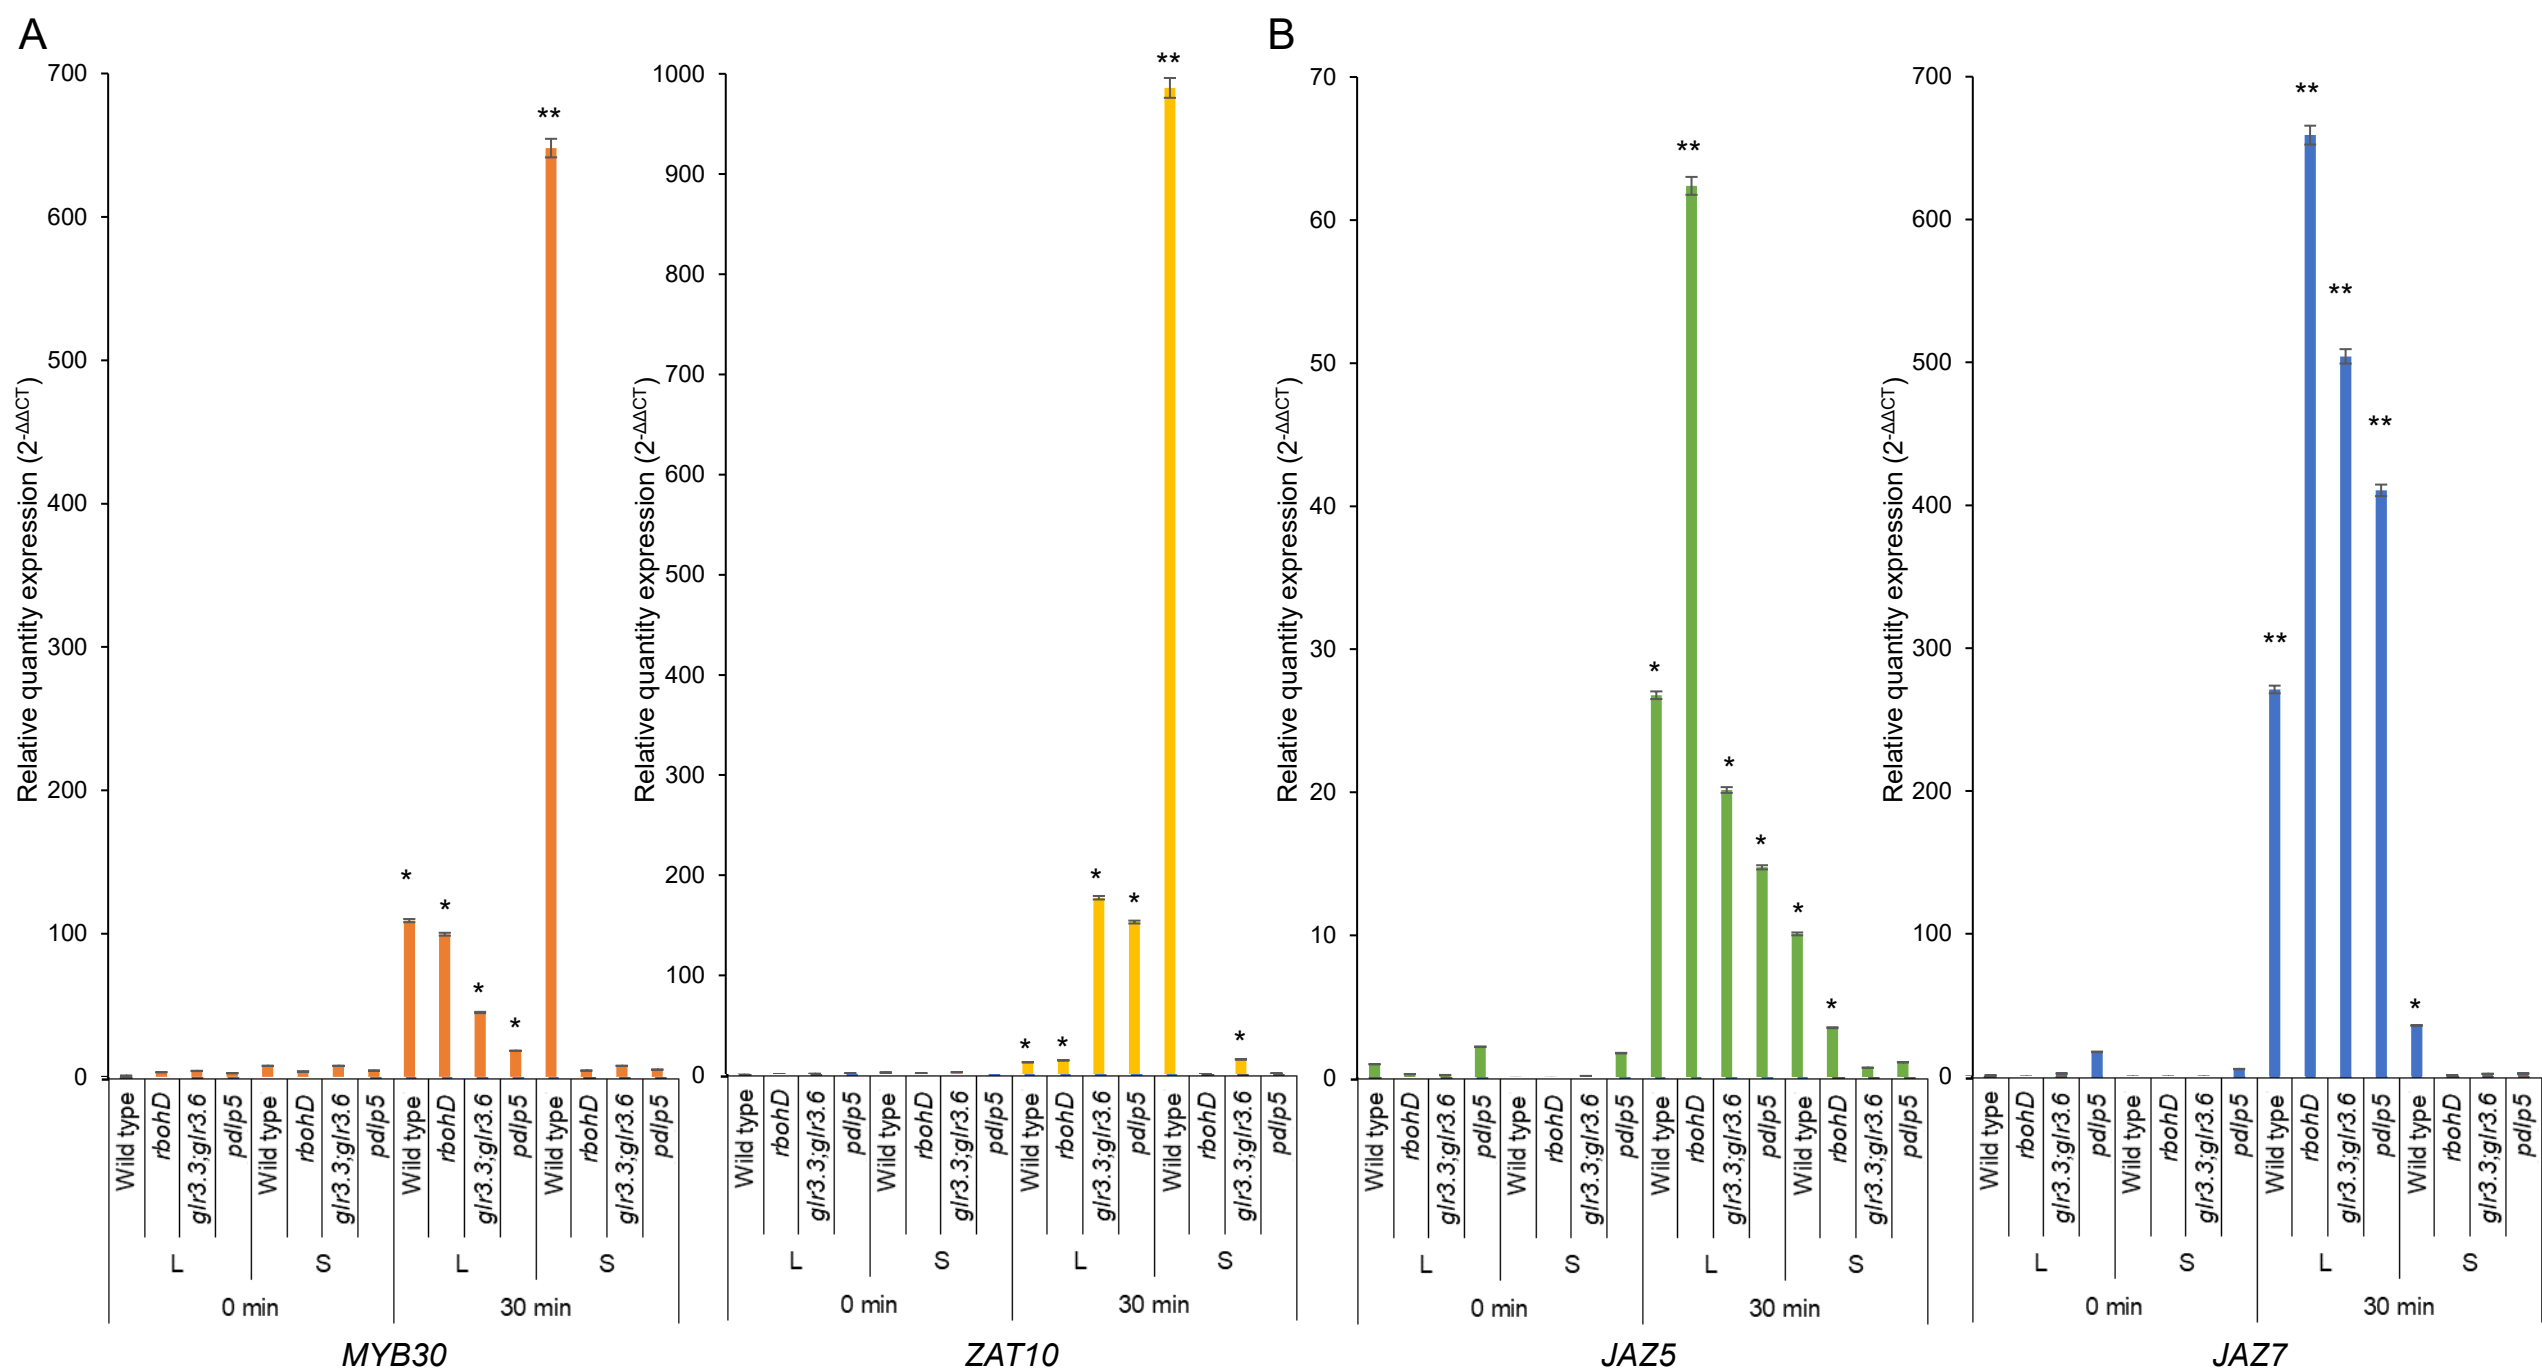 A
B
700
600
500
400
300
200
100
0
Relative quantity expression (2-ΔΔCT)
* * * * **
Wild type rbohD glr3.3;glr3.6 pdlp5 Wild type rbohD glr3.3;glr3.6 pdlp5 Wild type rbohD glr3.3;glr3.6 pdlp5 Wild type rbohD glr3.3;glr3.6 pdlp5
L S L S
0 min 30 min
MYB30
1000
900
800
700
600
500
400
300
200
100
0
Relative quantity expression (2-ΔΔCT)
* * * * ** *
Wild type rbohD glr3.3;glr3.6 pdlp5 Wild type rbohD glr3.3;glr3.6 pdlp5 Wild type rbohD glr3.3;glr3.6 pdlp5 Wild type rbohD glr3.3;glr3.6 pdlp5
L S L S
0 min 30 min
ZAT10
70
60
50
40
30
20
10
0
Relative quantity expression (2-ΔΔCT)
* ** * * * *
Wild type rbohD glr3.3;glr3.6 pdlp5 Wild type rbohD glr3.3;glr3.6 pdlp5 Wild type rbohD glr3.3;glr3.6 pdlp5 Wild type rbohD glr3.3;glr3.6 pdlp5
L S L S
0 min 30 min
JAZ5
700
600
500
400
300
200
100
0
Relative quantity expression (2-ΔΔCT)
** ** ** ** *
Wild type rbohD glr3.3;glr3.6 pdlp5 Wild type rbohD glr3.3;glr3.6 pdlp5 Wild type rbohD glr3.3;glr3.6 pdlp5 Wild type rbohD glr3.3;glr3.6 pdlp5
L S L S
0 min 30 min
JAZ7